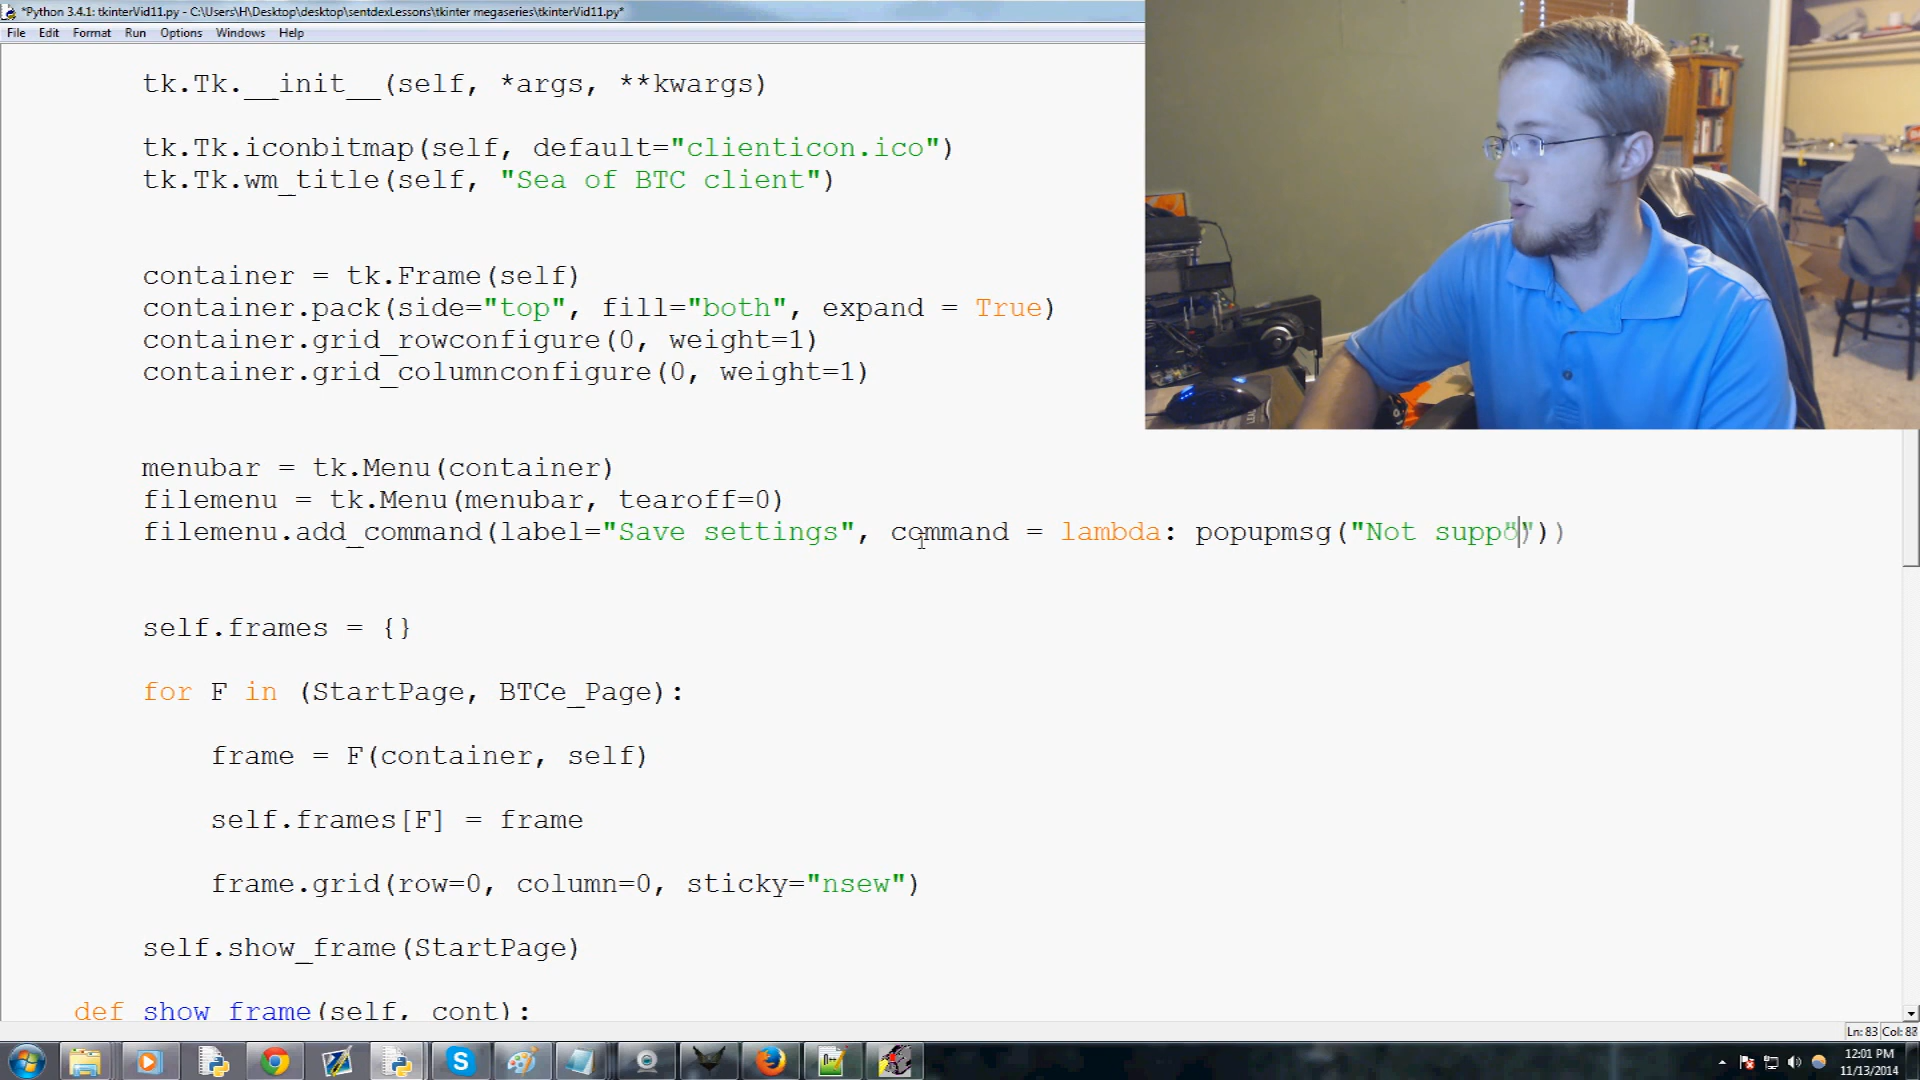 *Python 3.4.1: tkinterVid11.py - C:\Users\H\Desktop\desktop\sentdexLessons\tkinter megaseries\tkinterVid11.py*
File Edit Format Run Options Windows Help
tk.Tk.__init__(self, *args, **kwargs)
tk.Tk.iconbitmap(self, default="clienticon.ico")
tk.Tk.wm_title(self, "Sea of BTC client")
container = tk.Frame(self)
container.pack(side="top", fill="both", expand = True)
container.grid_rowconfigure(0, weight=1)
container.grid_columnconfigure(0, weight=1)
menubar = tk.Menu(container)
filemenu = tk.Menu(menubar, tearoff=0)
filemenu.add_command(label="Save settings", command = lambda: popupmsg("Not suppo"))
self.frames = {}
for F in (StartPage, BTCe_Page):
frame = F(container, self)
self.frames[F] = frame
frame.grid(row=0, column=0, sticky="nsew")
self.show_frame(StartPage)
def show_frame(self, cont):
Ln: 83 Col: 88
12:01 PM
11/13/2014